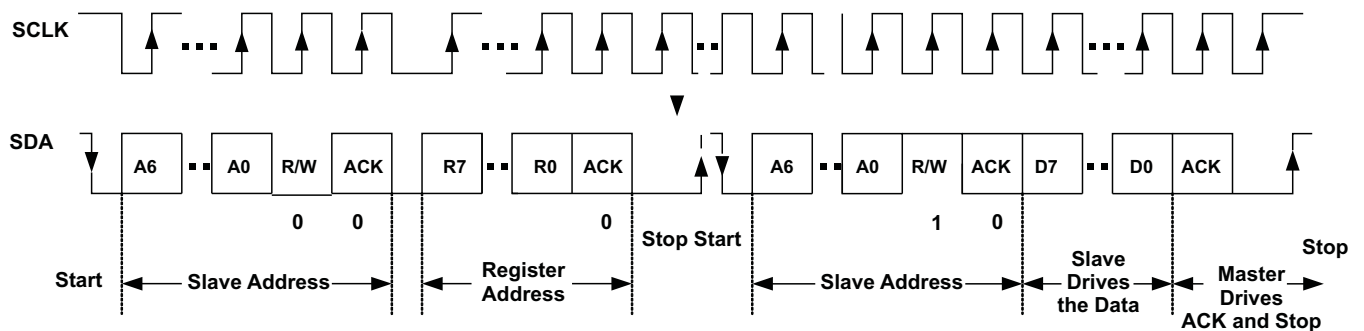 SCLK
SDA
A6 A0 R/W ACK R7 R0 ACK A6 A0 R/W ACK D7 D0 ACK
0 0 0 1 0
Stop Start
Stop
Start
Slave Address
Register
Address
Slave Address
Slave
Drives
the Data
Master
Drives
ACK and Stop